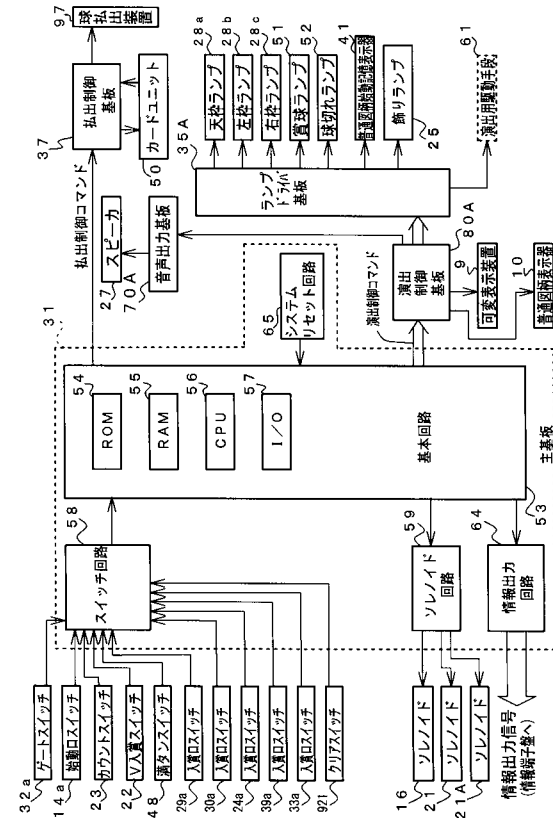 31
32a
ゲートスイッチ
14a
始動口スイッチ
23
カウントスイッチ
22
V入賞スイッチ
48
満タンスイッチ
29a
入賞口スイッチ
30a
入賞口スイッチ
24a
入賞口スイッチ
39a
入賞口スイッチ
33a
入賞口スイッチ
921
クリアスイッチ
58
スイッチ回路
16
ソレノイド
21
ソレノイド
21A
ソレノイド
59
ソレノイド
回路
64
情報出力
回路
情報出力信号
(情報端子盤へ)
54
ROM
55
RAM
56
CPU
57
I/O
基本回路
53
主基板
65
システム
リセット回路
払出制御コマンド
37
払出制御
基板
97
球払出装置
50
カードユニット
27
スピーカ
70A
音声出力基板
演出制御コマンド
80A
演出
制御
基板
9
可変表示装置
10
普通図柄表示器
35A
ランプ
ドライバ
基板
28a
天枠ランプ
28b
左枠ランプ
28c
右枠ランプ
51
賞球ランプ
52
球切れランプ
41
普通図柄始動記憶表示器
25
飾りランプ
61
演出用駆動手段